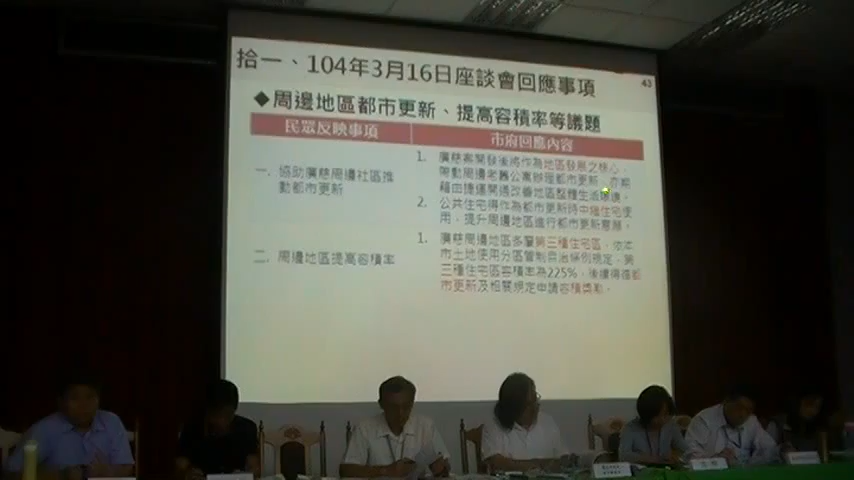 拾一、104年3月16日座談會回應事項
43
◆周邊地區都市更新、提高容積率等議題
民眾反映事項
市府回應內容
一. 協助廣慈周邊社區推
動都市更新
1. 廣慈案開發後將作為地區發展之核心，
帶動周邊老舊公寓辦理都市更新，亦期
藉由捷運開通改善地區整體生活環境。
2. 公共住宅得作為都市更新時中繼住宅使
用，提升周邊地區進行都市更新意願。
二. 周邊地區提高容積率
1. 廣慈周邊地區多屬第三種住宅區，依本
市土地使用分區管制自治條例規定，第
三種住宅區容積率為225%，後續得循都
市更新及相關規定申請容積獎勵。